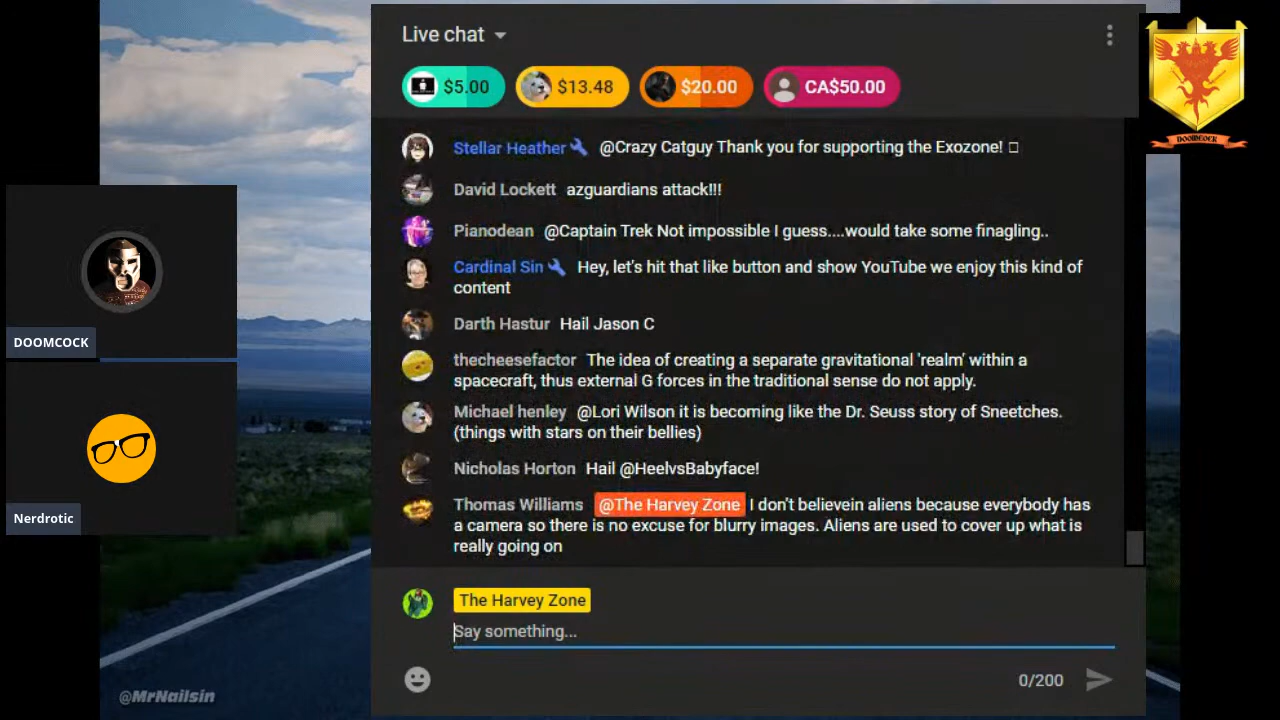 Live chat
$5.00 $13.48 $20.00 CA$50.00
DOOMCOCK
Stellar Heather @Crazy Catguy Thank you for supporting the Exozone!
David Lockett azguardians attack!!!
Pianodean @Captain Trek Not impossible I guess....would take some finagling..
Cardinal Sin Hey, let's hit that like button and show YouTube we enjoy this kind of
content
Darth Hastur Hail Jason C
thecheesefactor The idea of creating a separate gravitational 'realm' within a
spacecraft, thus external G forces in the traditional sense do not apply.
Michael henley @Lori Wilson it is becoming like the Dr. Seuss story of Sneetches.
(things with stars on their bellies)
Nicholas Horton Hail @HeelvsBabyface!
Thomas Williams @The Harvey Zone I don't believein aliens because everybody has
a camera so there is no excuse for blurry images. Aliens are used to cover up what is
really going on
The Harvey Zone
Say something...
0/200
DOOMCOCK
Nerdrotic
@MrNailsin